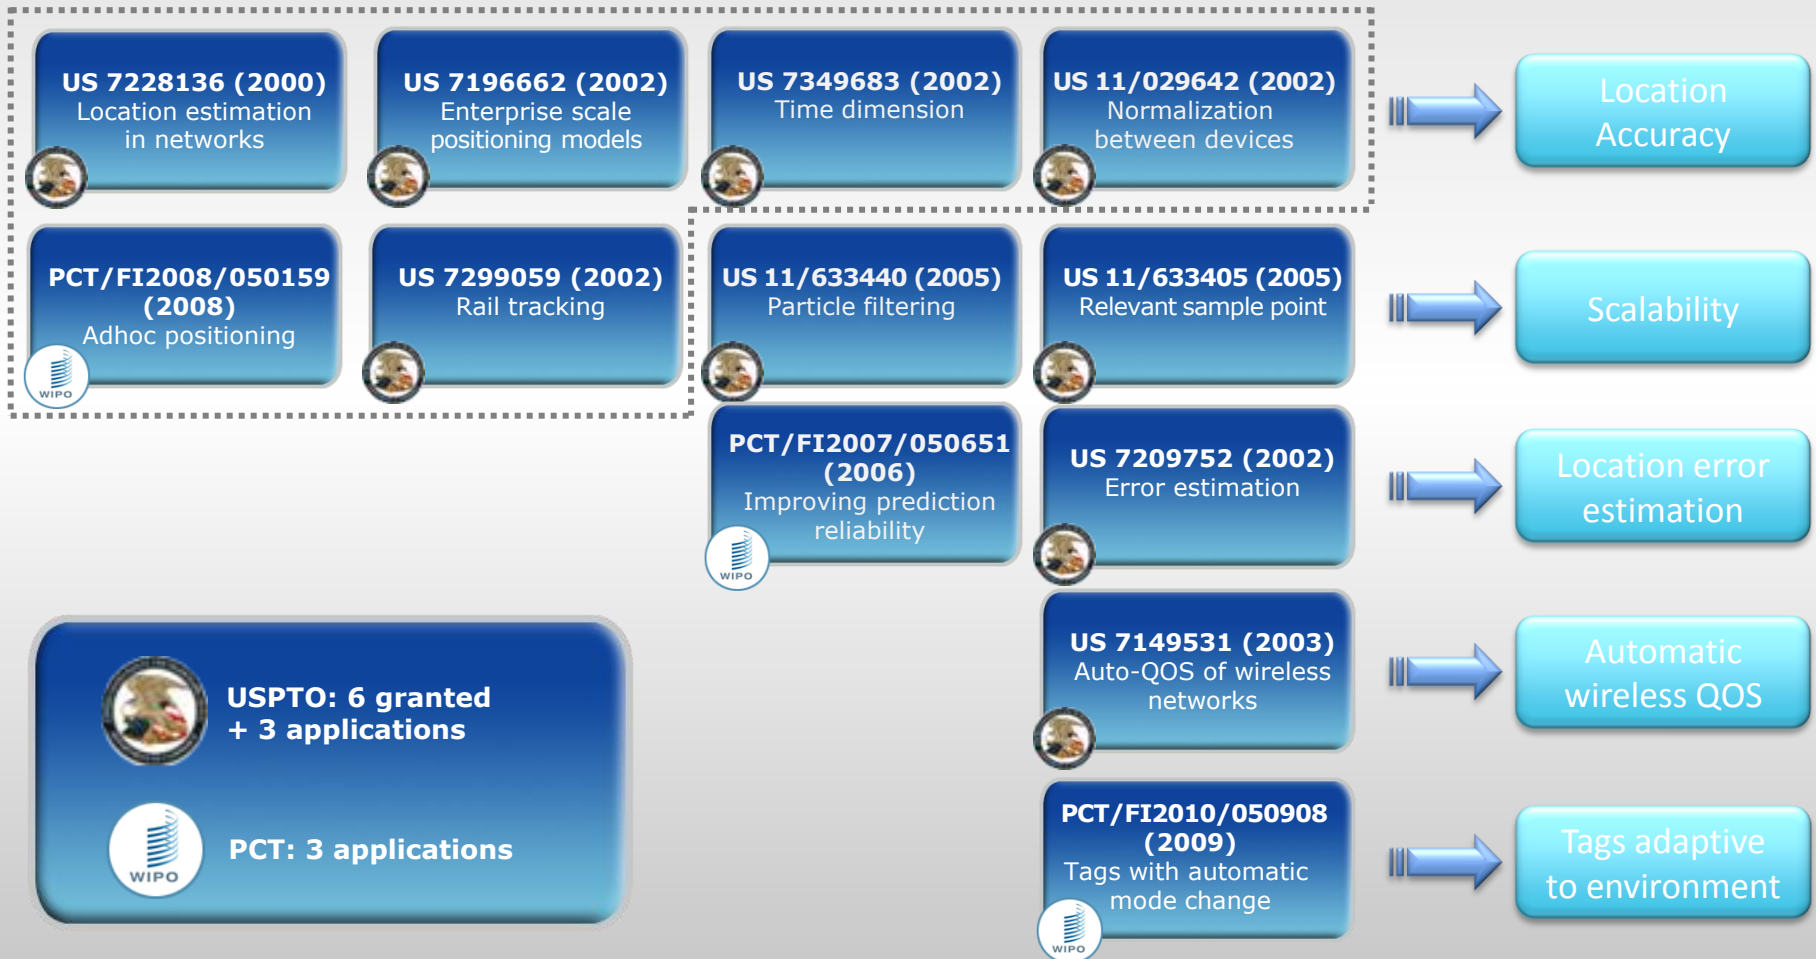 US 7228136 (2000)
Location estimation
in networks
US 7196662 (2002)
Enterprise scale
positioning models
US 7349683 (2002)
Time dimension
US 11/029642 (2002)
Normalization
between devices
Location
Accuracy
PCT/FI2008/050159
(2008)
Adhoc positioning
WIPO
US 7299059 (2002)
Rail tracking
US 11/633440 (2005)
Particle filtering
US 11/633405 (2005)
Relevant sample point
Scalability
PCT/FI2007/050651
(2006)
Improving prediction
reliability
WIPO
US 7209752 (2002)
Error estimation
Location error
estimation
US 7149531 (2003)
Auto-QOS of wireless
networks
Automatic
wireless QOS
USPTO: 6 granted
+ 3 applications
WIPO
PCT: 3 applications
PCT/FI2010/050908
(2009)
Tags with automatic
mode change
WIPO
Tags adaptive
to environment